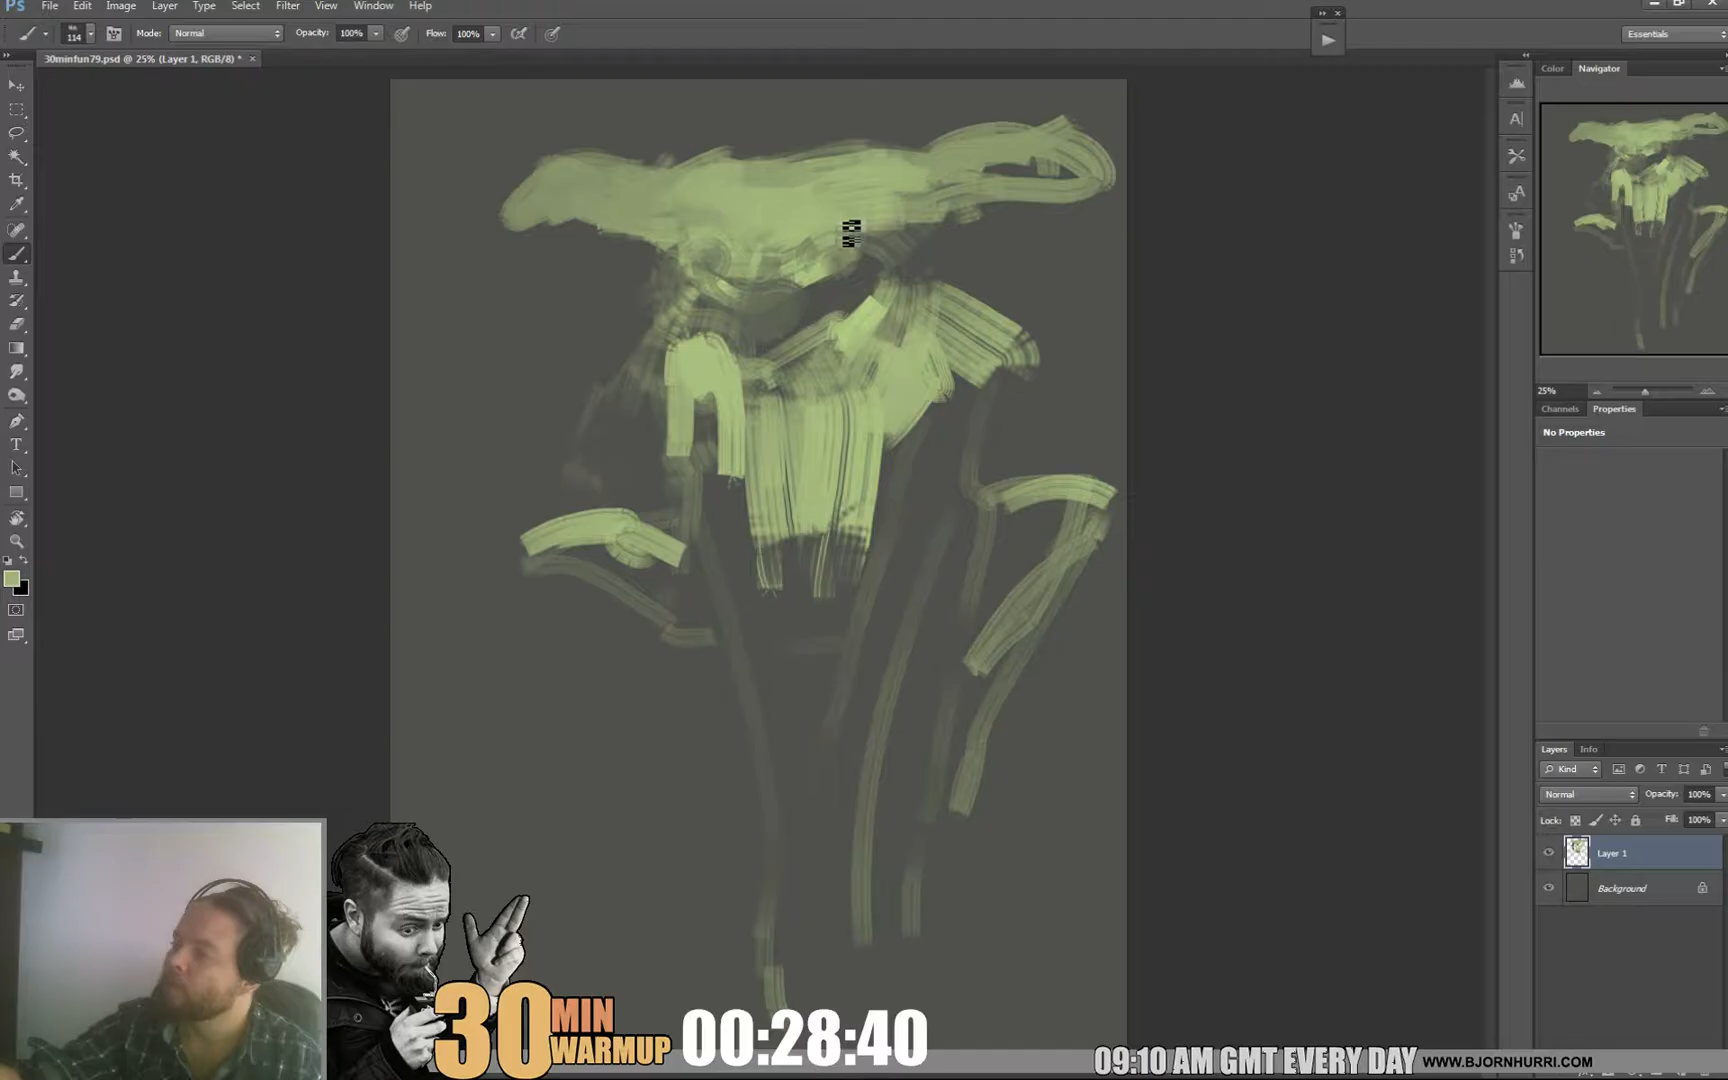 Ps File Edit Image Layer Type Select Filter View Window Help
114 Mode: Normal Opacity: 100% Flow: 100% Essentials
30minfun79.psd @ 25% (Layer 1, RGB/8) * ×
Color Navigator
25%
Channels Properties
No Properties
Layers Info
Kind
Normal Opacity: 100%
Lock: Fill: 100%
Layer 1
Background
30 MIN
WARMUP
00:28:40
09:10 AM GMT EVERY DAY WWW.BJORNHURRI.COM